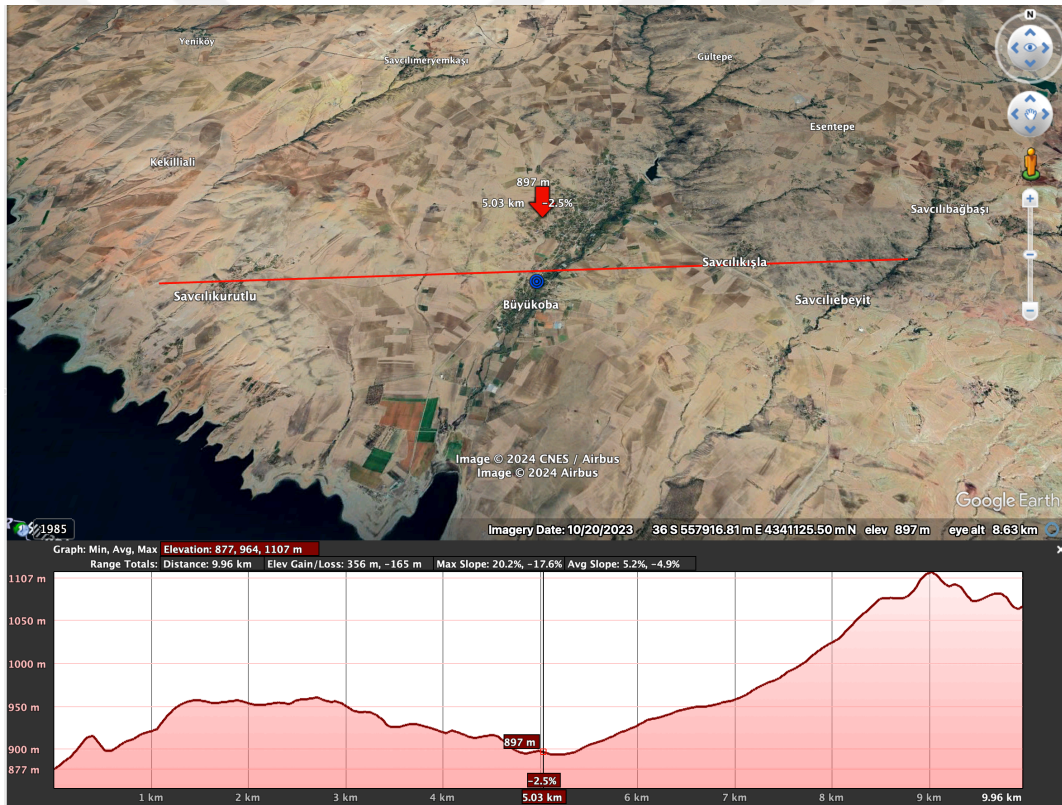 N
Yeniköy
Savcılımeryemkaşı
Gültepe
Esentepe
Kekilliali
897 m
5.03 km -2.5%
Savcılıbağbaşı
Savcılıkışla
Savcılıkurutlu
Savcılıebeyit
Büyükoba
Image © 2024 CNES / Airbus
Image © 2024 Airbus
Google Earth
1985
Imagery Date: 10/20/2023 36 S 557916.81 m E 4341125.50 m N elev 897 m eye alt 8.63 km
Graph: Min, Avg, Max Elevation: 877, 964, 1107 m
Range Totals: Distance: 9.96 km Elev Gain/Loss: 356 m, -165 m Max Slope: 20.2%, -17.6% Avg Slope: 5.2%, -4.9%
1107 m
1050 m
1000 m
950 m
900 m
877 m
897 m
-2.5%
1 km 2 km 3 km 4 km 5.03 km 6 km 7 km 8 km 9 km 9.96 km